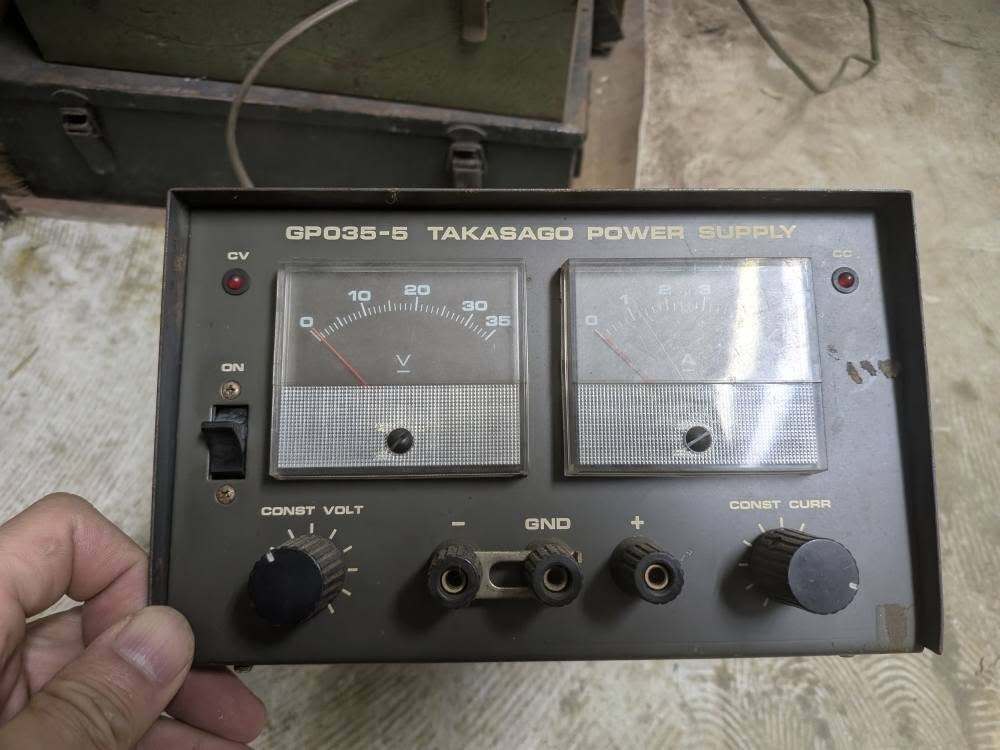 GPO35-5 TAKASAGO POWER SUPPLY
CV
CC
0 10 20 30 35
V
0 1 2 3
A
ON
CONST VOLT
-
GND
+
CONST CURR